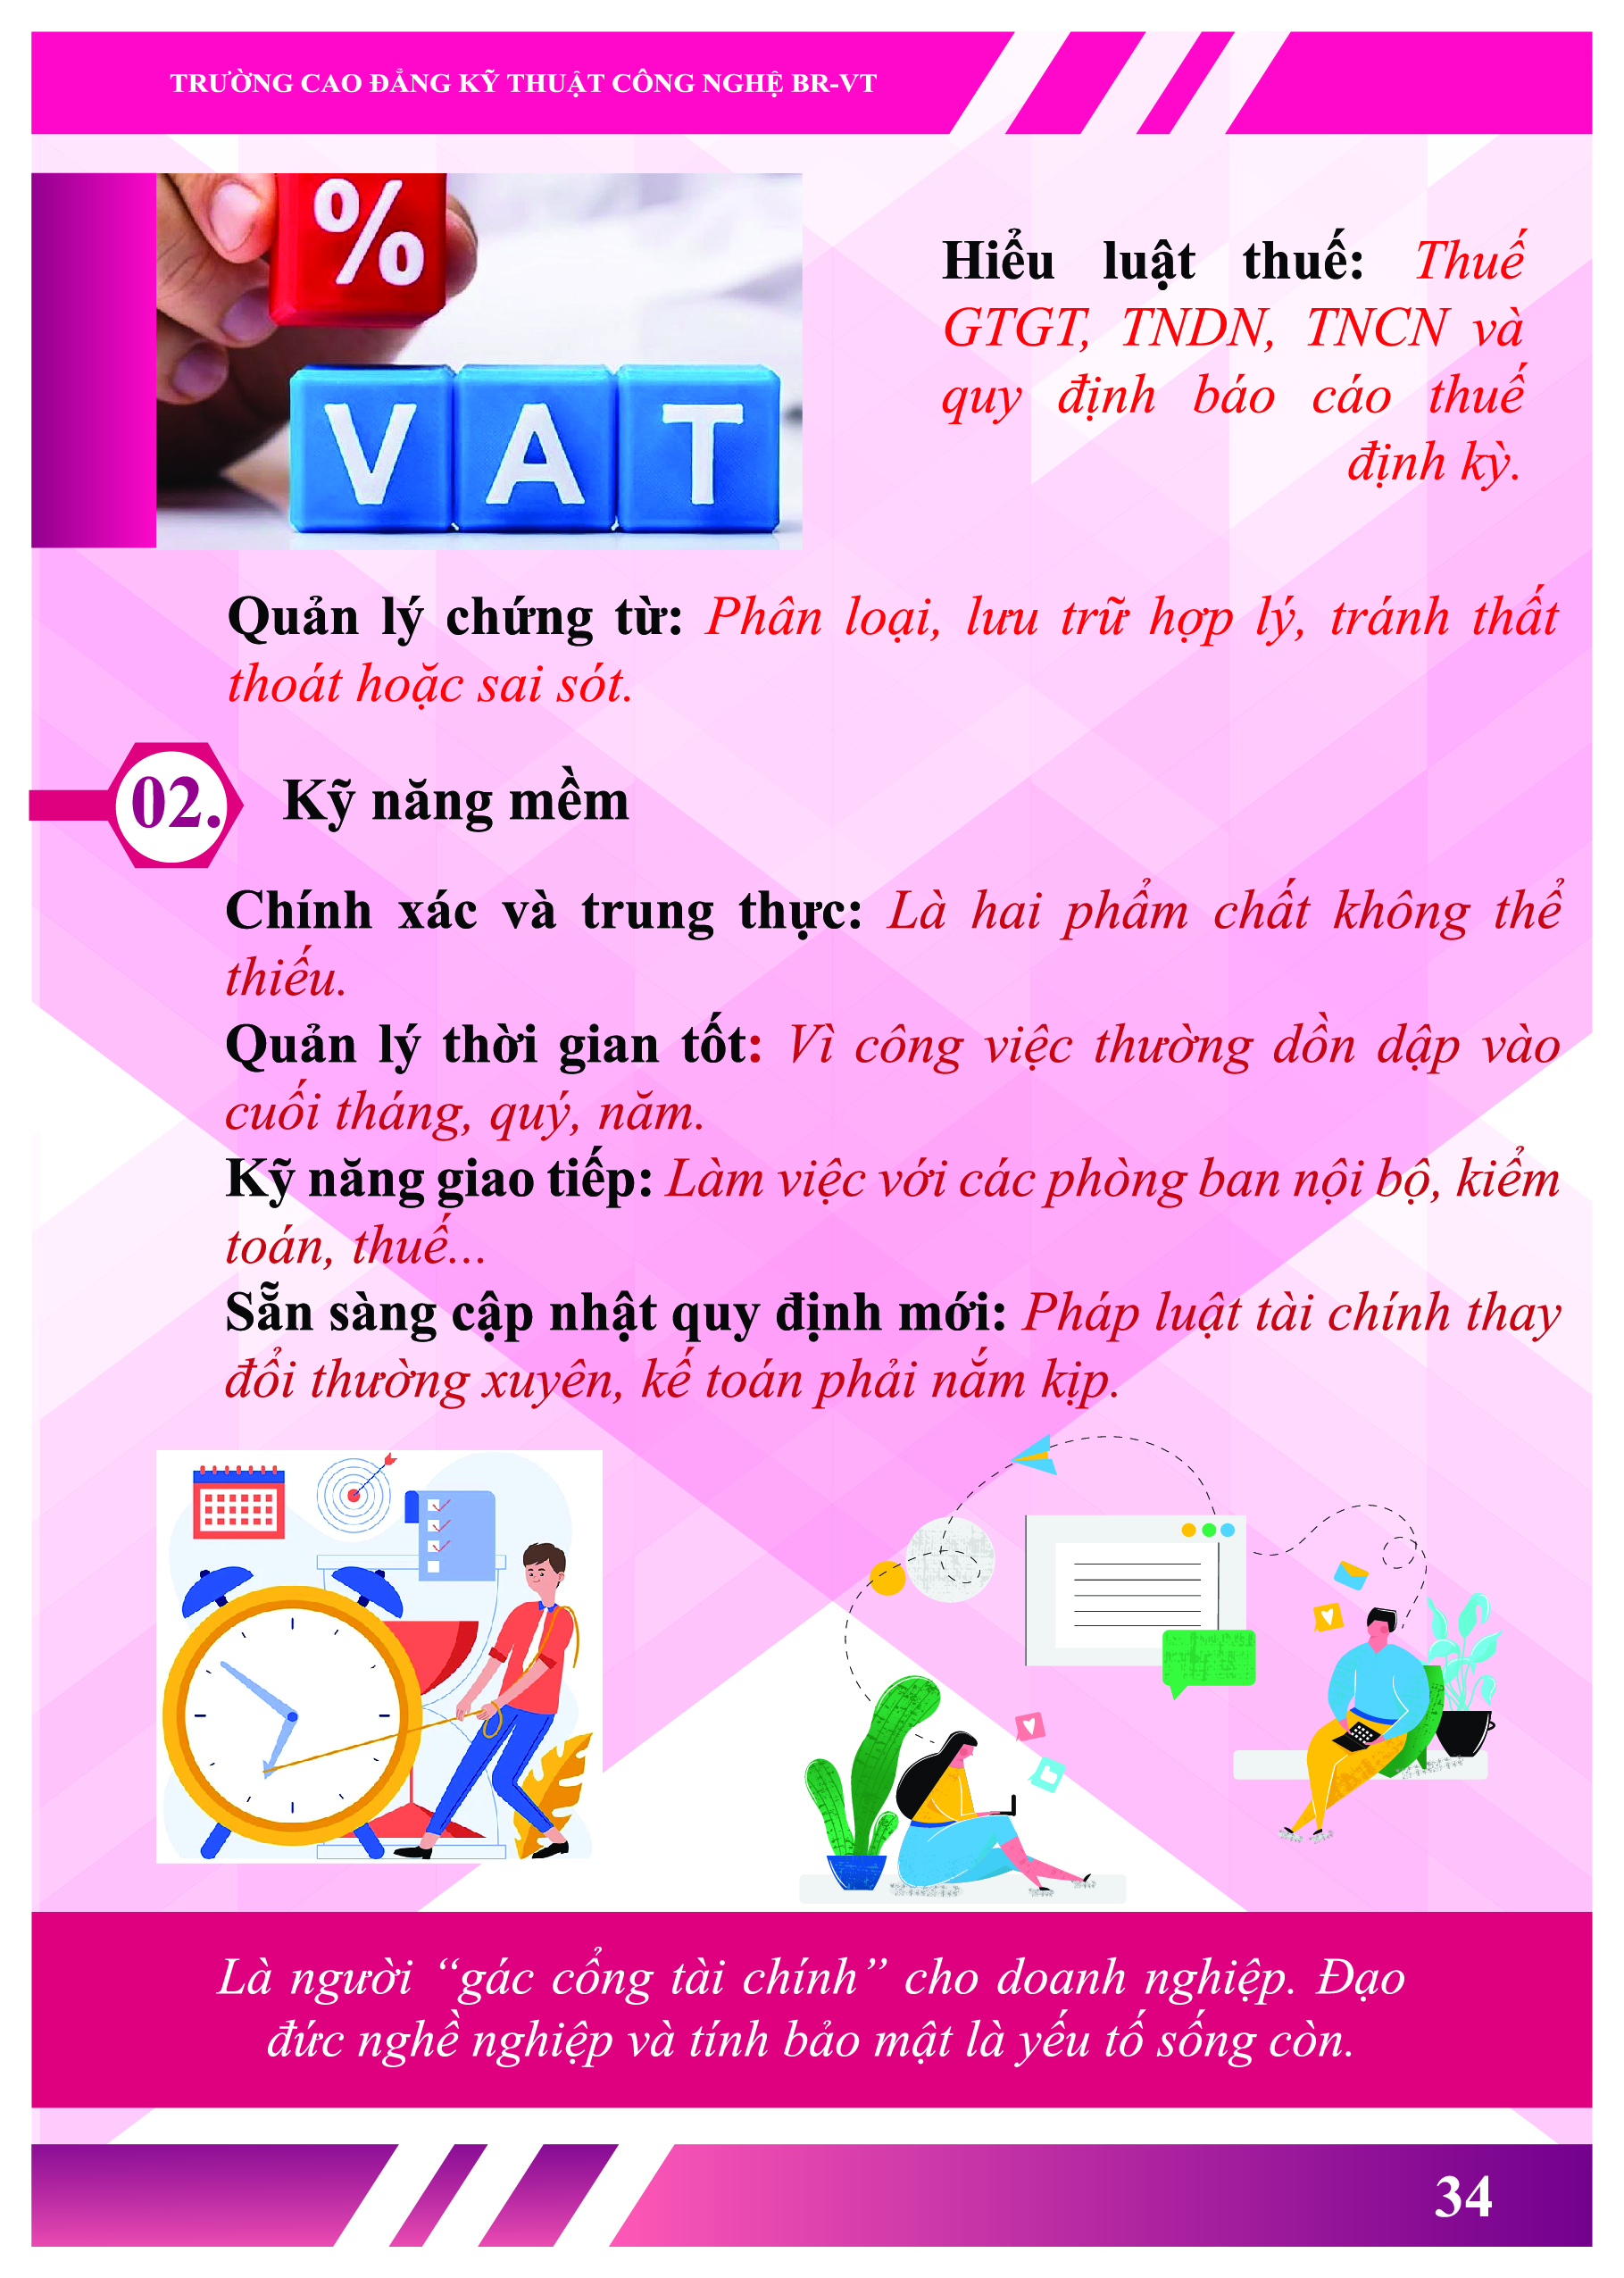 TRƯỜNG CAO ĐẲNG KỸ THUẬT CÔNG NGHỆ BR-VT
%
VAT
Hiểu luật thuế: Thuế
GTGT, TNDN, TNCN và
quy định báo cáo thuế
định kỳ.
Quản lý chứng từ: Phân loại, lưu trữ hợp lý, tránh thất
thoát hoặc sai sót.
02. Kỹ năng mềm
Chính xác và trung thực: Là hai phẩm chất không thể
thiếu.
Quản lý thời gian tốt: Vì công việc thường dồn dập vào
cuối tháng, quý, năm.
Kỹ năng giao tiếp: Làm việc với các phòng ban nội bộ, kiểm
toán, thuế...
Sẵn sàng cập nhật quy định mới: Pháp luật tài chính thay
đổi thường xuyên, kế toán phải nắm kịp.
Là người “gác cổng tài chính” cho doanh nghiệp. Đạo
đức nghề nghiệp và tính bảo mật là yếu tố sống còn.
34